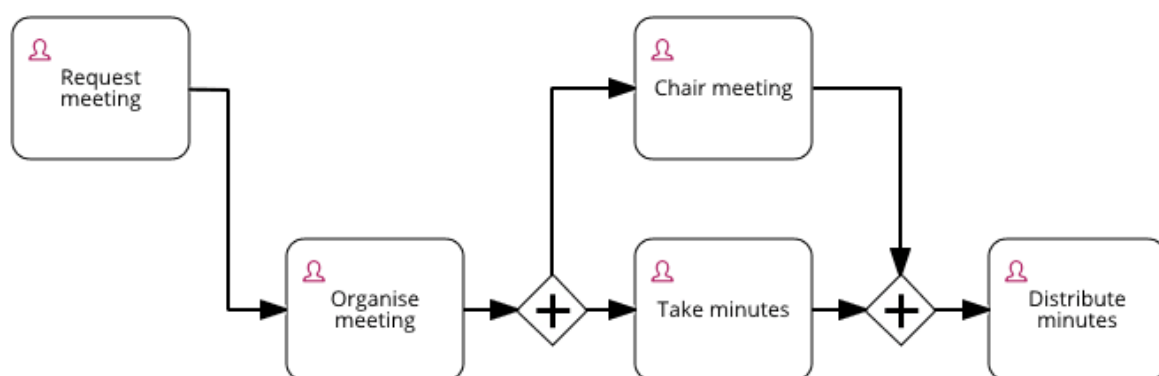 Request
meeting
Chair meeting
Organise
meeting
Take minutes
Distribute
minutes